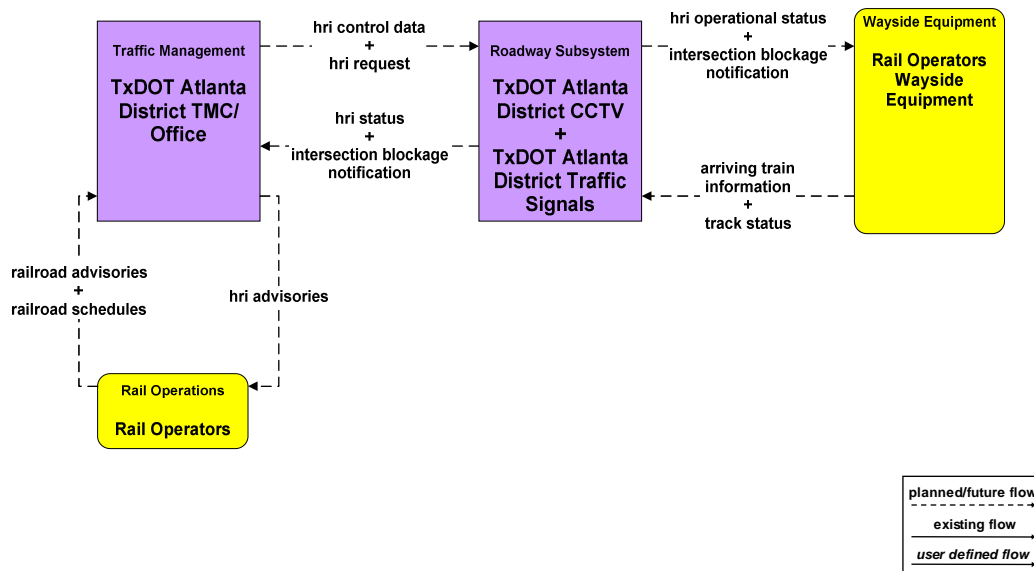 Traffic Management
TxDOT Atlanta
District TMC/
Office
hri control data
+
hri request
hri status
+
intersection blockage
notification
Roadway Subsystem
TxDOT Atlanta
District CCTV
+
TxDOT Atlanta
District Traffic
Signals
hri operational status
+
intersection blockage
notification
arriving train
information
+
track status
Wayside Equipment
Rail Operators
Wayside
Equipment
railroad advisories
+
railroad schedules
hri advisories
Rail Operations
Rail Operators
planned/future flow
existing flow
user defined flow